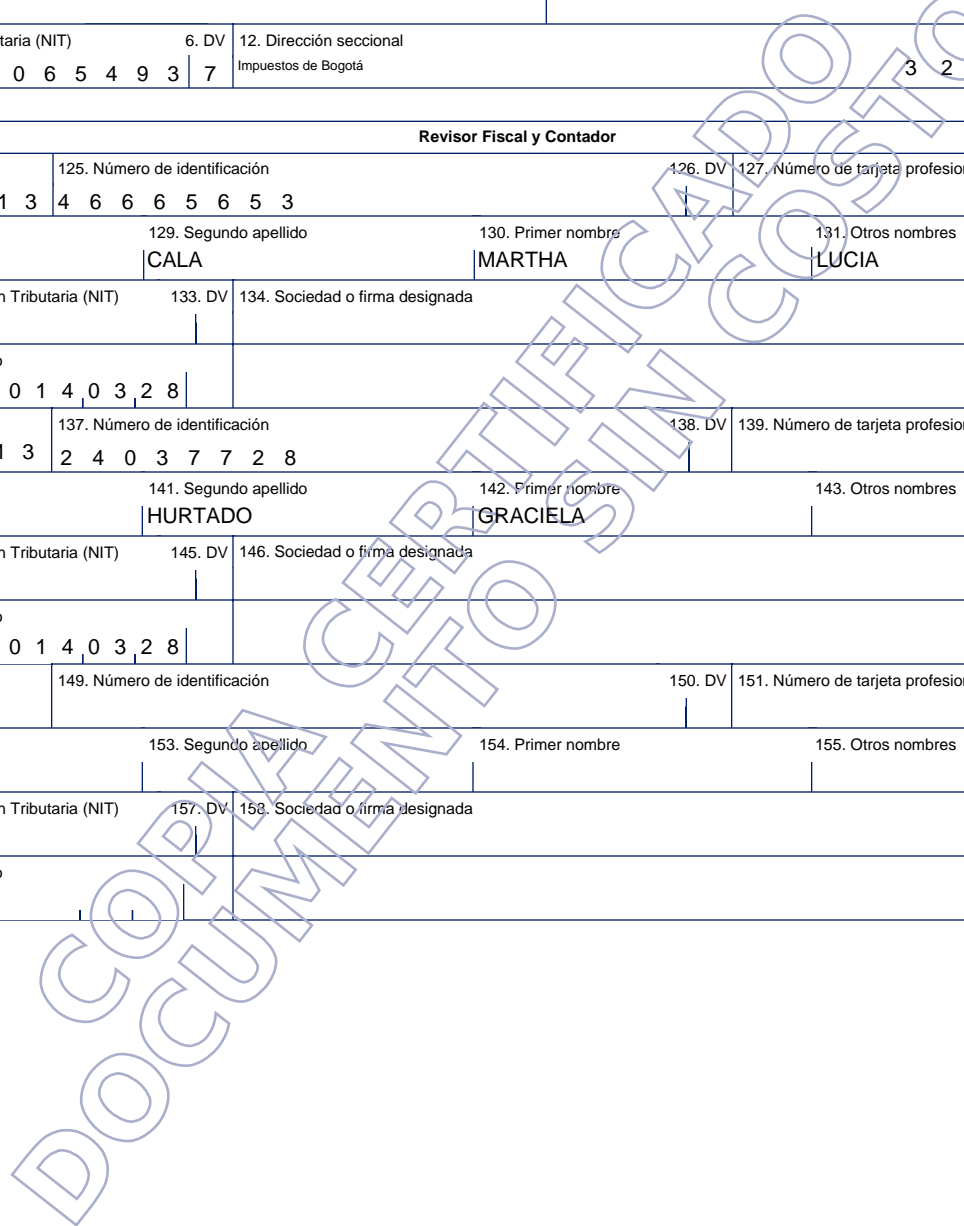 taria (NIT) 6. DV 12. Dirección seccional
0 6 5 4 9 3 7 Impuestos de Bogotá 3 2
Revisor Fiscal y Contador
125. Número de identificación 126. DV 127. Número de tarjeta profesion
1 3 4 6 6 6 5 6 5 3
129. Segundo apellido 130. Primer nombre 131. Otros nombres
CALA MARTHA LUCIA
n Tributaria (NIT) 133. DV 134. Sociedad o firma designada
o
0 1 4 0 3 2 8
137. Número de identificación 138. DV 139. Número de tarjeta profesion
1 3 2 4 0 3 7 7 2 8
141. Segundo apellido 142. Primer nombre 143. Otros nombres
HURTADO GRACIELA
n Tributaria (NIT) 145. DV 146. Sociedad o firma designada
o
0 1 4 0 3 2 8
149. Número de identificación 150. DV 151. Número de tarjeta profesion
153. Segundo apellido 154. Primer nombre 155. Otros nombres
n Tributaria (NIT) 157. DV 158. Sociedad o firma designada
o
COPIA CERTIFICADO
DOCUMENTO SIN COSTO